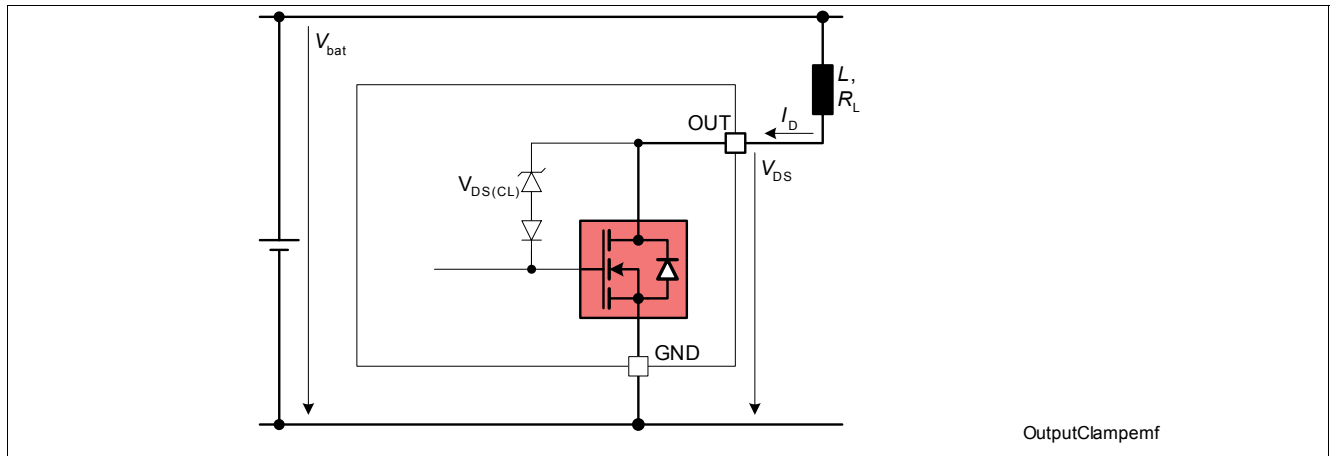 Vbat
L,
RL
ID
OUT
VDS
VDS(CL)
GND
OutputClampemf